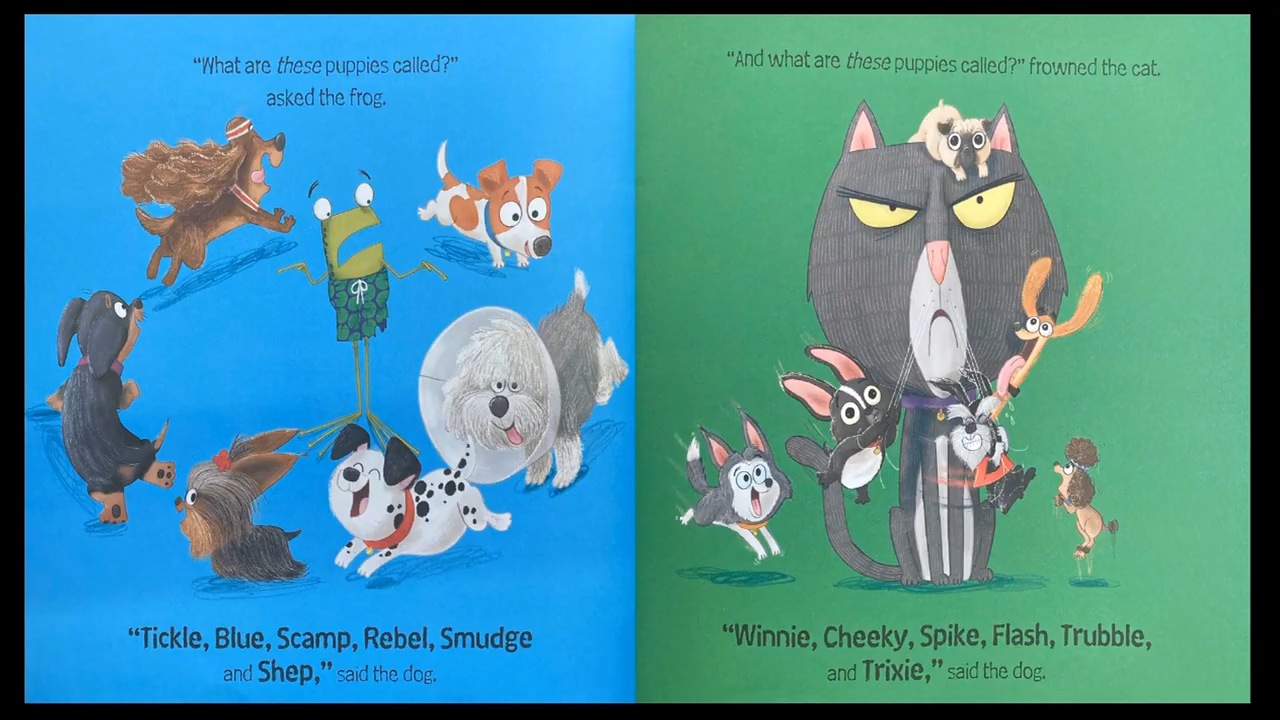 “What are these puppies called?”
asked the frog.
“Tickle, Blue, Scamp, Rebel, Smudge
and Shep,” said the dog.
“And what are these puppies called?” frowned the cat.
“Winnie, Cheeky, Spike, Flash, Trubble,
and Trixie,” said the dog.